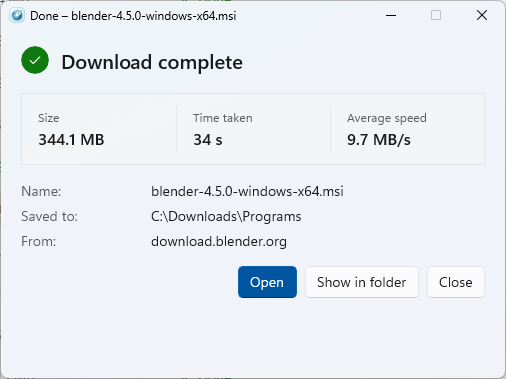 Done – blender-4.5.0-windows-x64.msi
Download complete
Size
Time taken
Average speed
344.1 MB
34 s
9.7 MB/s
Name: blender-4.5.0-windows-x64.msi
Saved to: C:\Downloads\Programs
From: download.blender.org
Open Show in folder Close